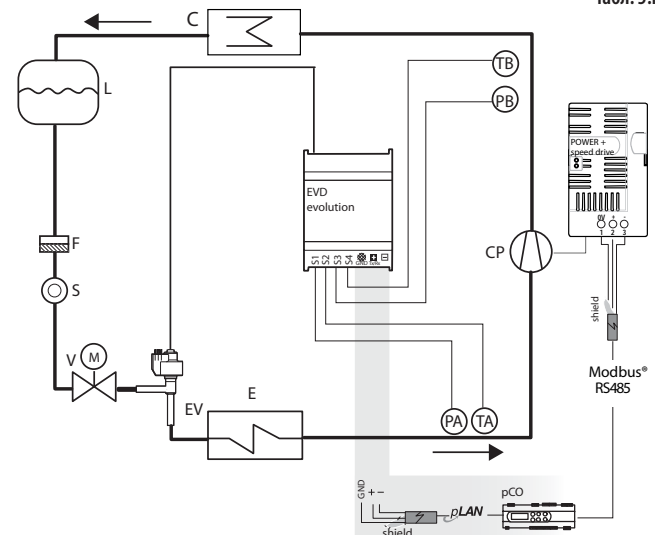 C
L
TB
PB
POWER +
speed drive
0V + -
1 2 3
EVD
evolution
S1 S2 S3 S4 GND Tx/Rx
F
CP
S
shield
V
M
Modbus®
RS485
EV
E
PA
TA
GND
+ -
pCO
pLAN
shield